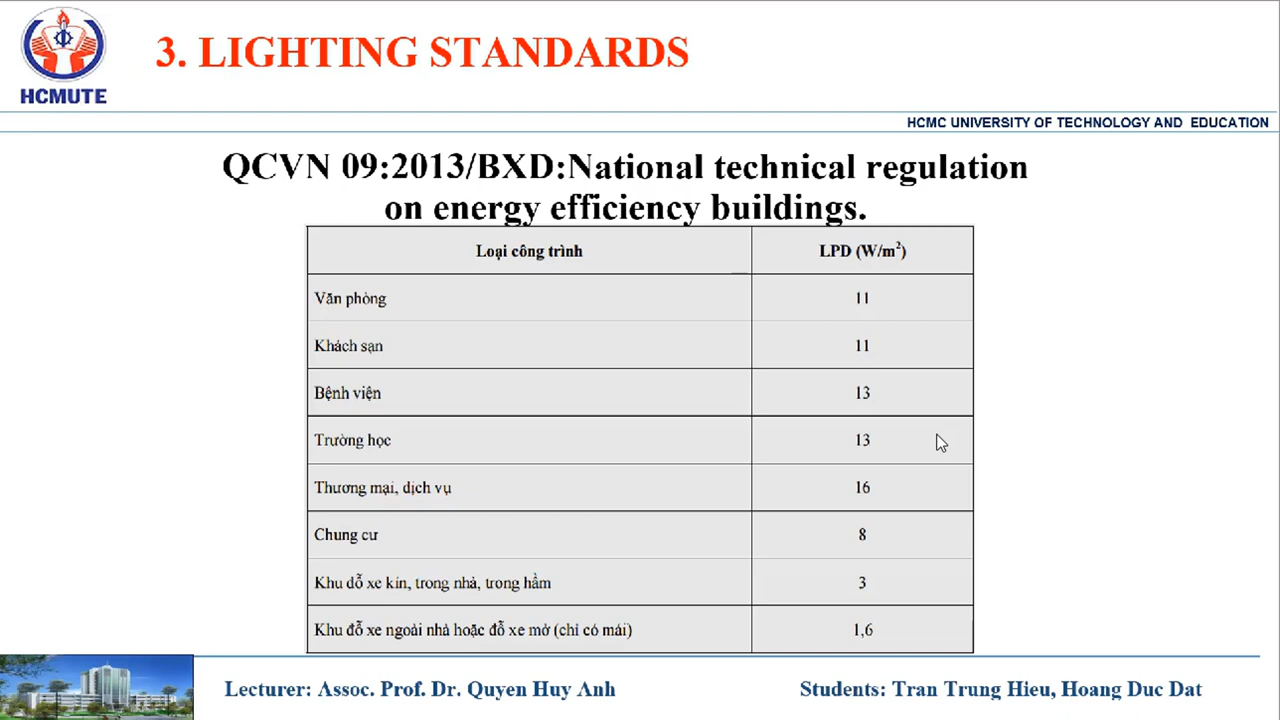 3. LIGHTING STANDARDS
HCMUTE
HCMC UNIVERSITY OF TECHNOLOGY AND EDUCATION
QCVN 09:2013/BXD:National technical regulation
on energy efficiency buildings.
Loại công trình LPD (W/m²)
Văn phòng 11
Khách sạn 11
Bệnh viện 13
Trường học 13
Thương mại, dịch vụ 16
Chung cư 8
Khu đỗ xe kín, trong nhà, trong hầm 3
Khu đỗ xe ngoài nhà hoặc đỗ xe mở (chỉ có mái) 1,6
Lecturer: Assoc. Prof. Dr. Quyen Huy Anh
Students: Tran Trung Hieu, Hoang Duc Dat